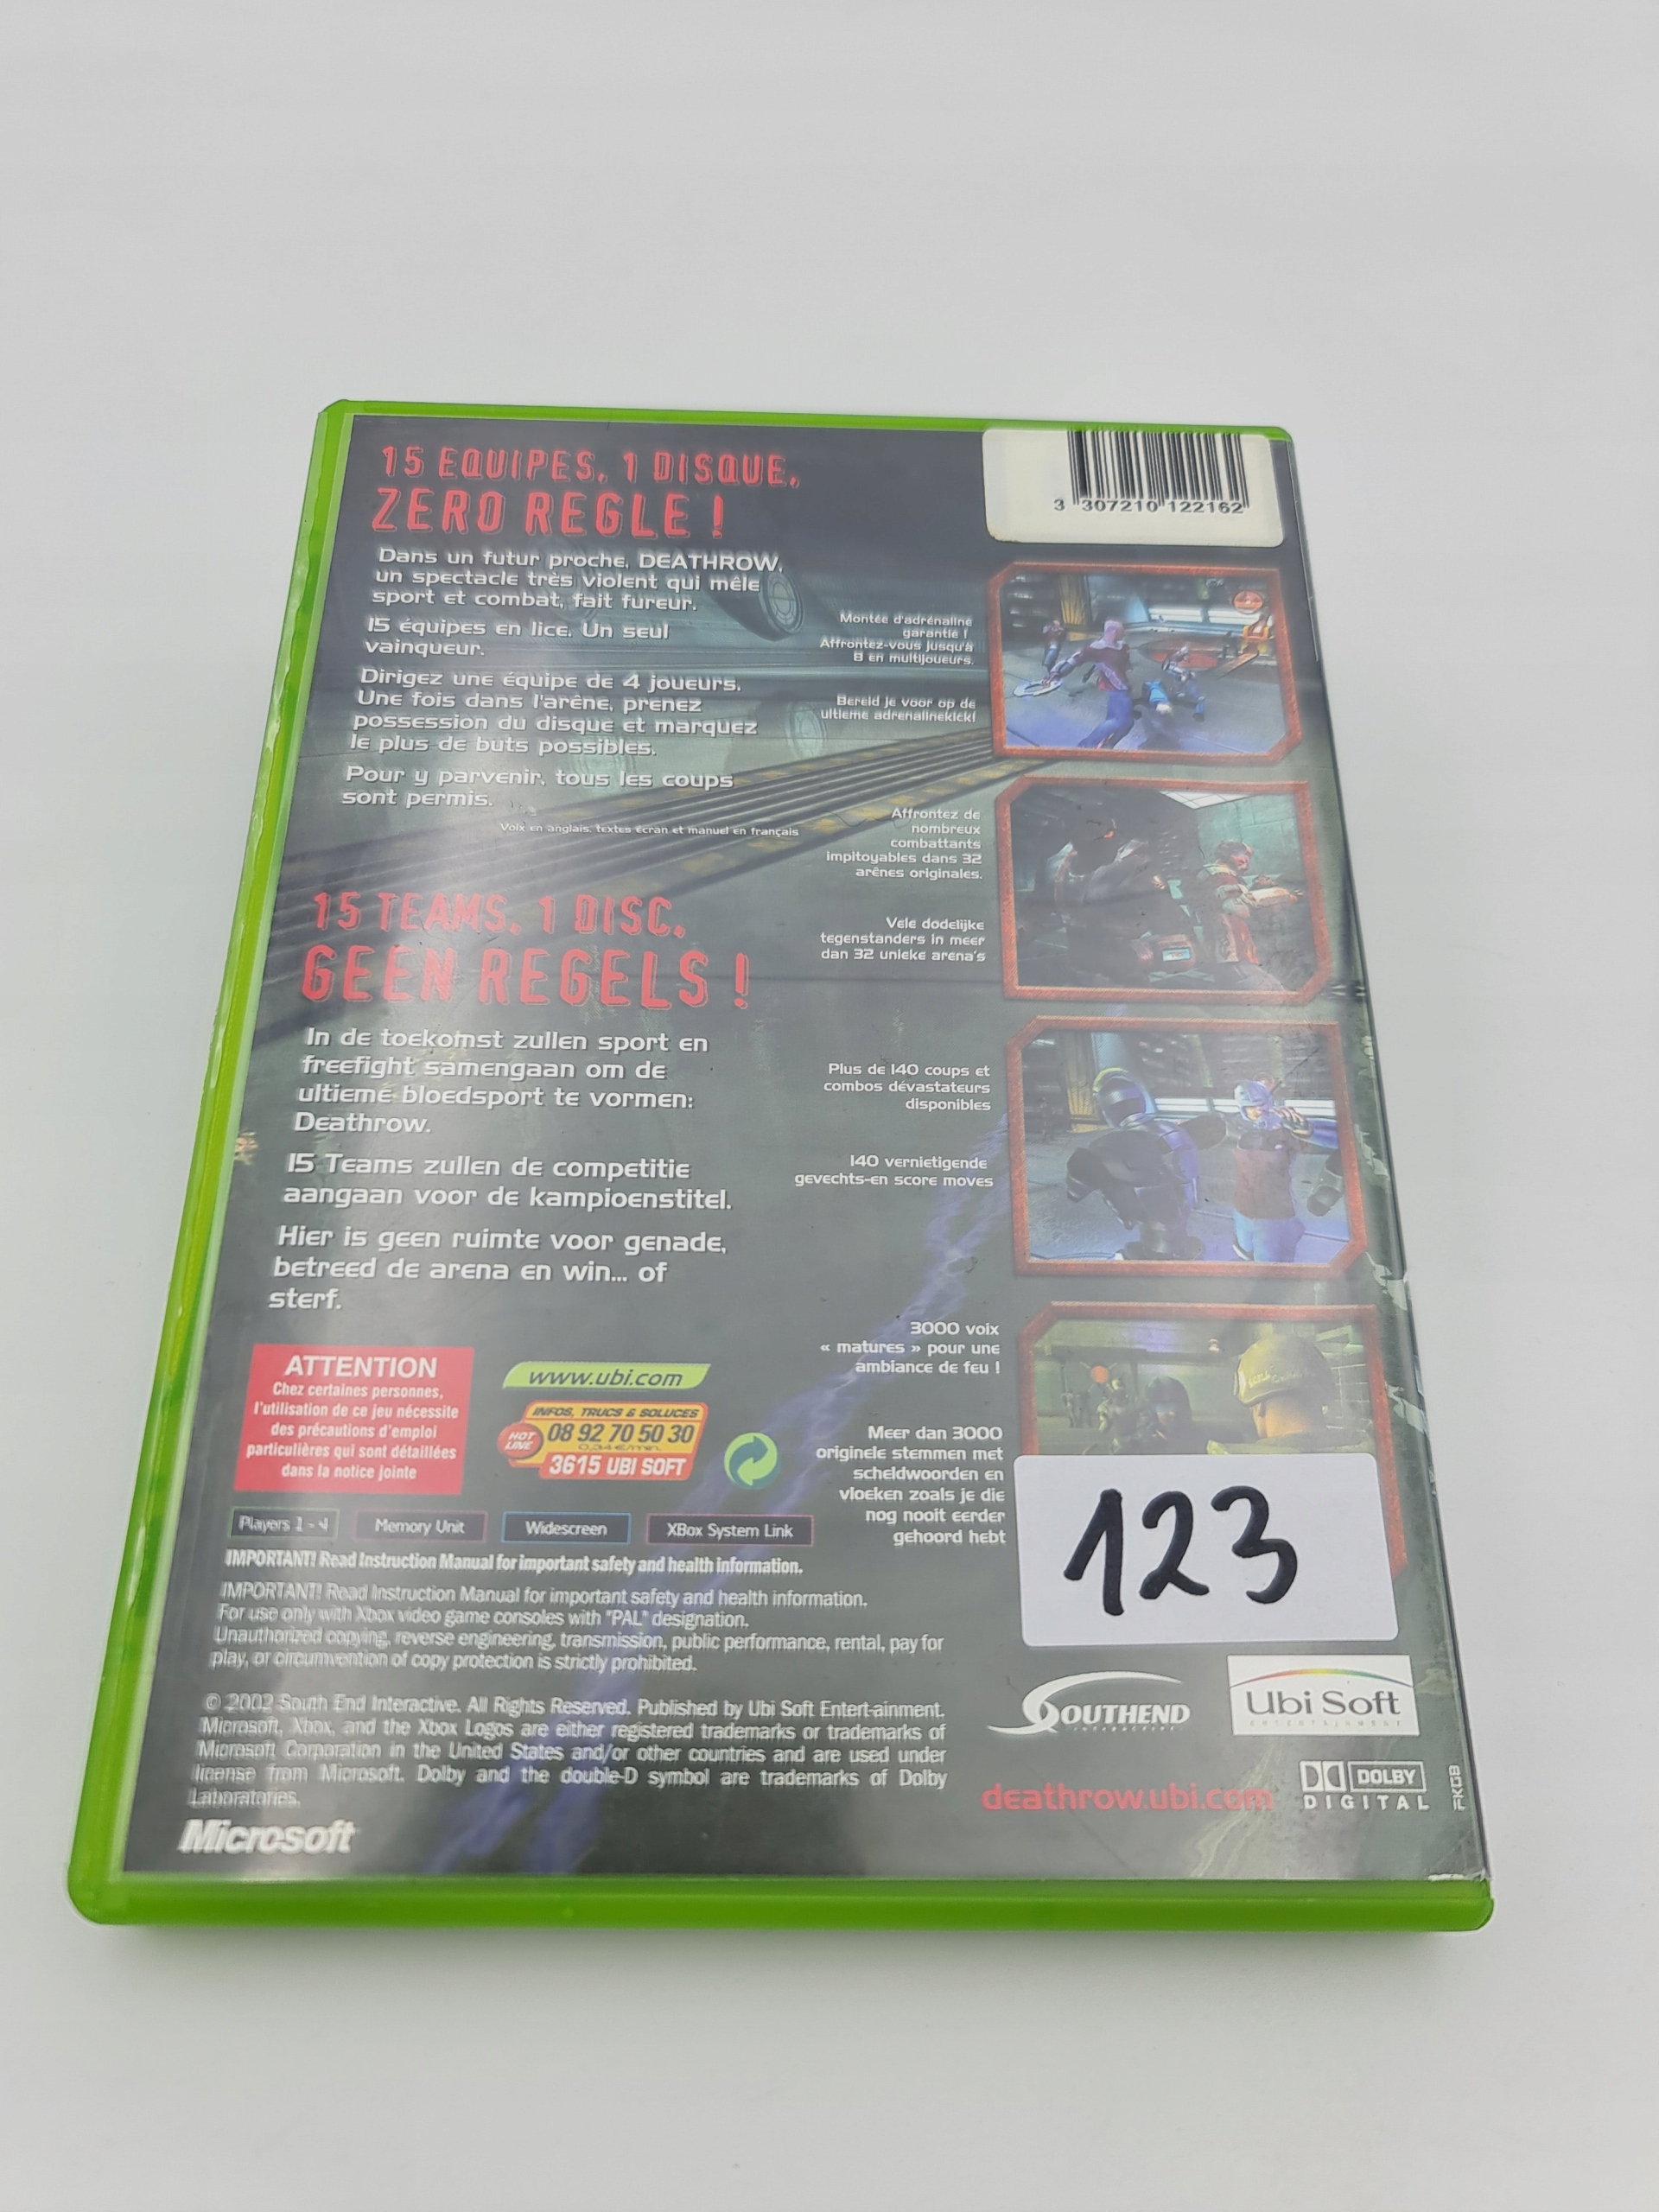 15 EQUIPES, 1 DISQUE,
ZERO REGLE !
Dans un futur proche, DEATHROW,
un spectacle très violent qui mêle
sport et combat, fait fureur.
15 équipes en lice. Un seul
vainqueur.
Dirigez une équipe de 4 joueurs.
Une fois dans l'arène, prenez
possession du disque et marquez
le plus de buts possibles.
Pour y parvenir, tous les coups
sont permis.
Voix en anglais, textes écran et manuel en français
15 TEAMS, 1 DISC,
GEEN REGELS !
In de toekomst zullen sport en
freefight samengaan om de
ultieme bloedsport te vormen:
Deathrow.
15 Teams zullen de competitie
aangaan voor de kampioenstitel.
Hier is geen ruimte voor genade,
betreed de arena en win... of
sterf.
3 307210 122162
Montée d'adrénaline
garantie !
Affrontez-vous jusqu'à
8 en multijoueurs.
Bereid je voor op de
ultieme adrenalinekick!
Affrontez de
nombreux
combattants
impitoyables dans 32
arènes originales.
Vele dodelijke
tegenstanders in meer
dan 32 unieke arena's
Plus de 140 coups et
combos dévastateurs
disponibles
140 vernietigende
gevechts-en score moves
3000 voix
« matures » pour une
ambiance de feu !
Meer dan 3000
originele stemmen met
scheldwoorden en
vloeken zoals je die
nog nooit eerder
gehoord hebt
123
ATTENTION
Chez certaines personnes,
l'utilisation de ce jeu nécessite
des précautions d'emploi
particulières qui sont détaillées
dans la notice jointe
www.ubi.com
INFOS, TRUCS & SOLUCES
HOT LINE
08 92 70 50 30
0,34€/min.
3615 UBI SOFT
Players 1 - 4
Memory Unit
Widescreen
XBox System Link
IMPORTANT! Read Instruction Manual for important safety and health information.
IMPORTANT! Read Instruction Manual for important safety and health information.
For use only with Xbox video game consoles with "PAL" designation.
Unauthorized copying, reverse engineering, transmission, public performance, rental, pay for
play, or circumvention of copy protection is strictly prohibited.
© 2002 South End Interactive. All Rights Reserved. Published by Ubi Soft Entert-ainment.
Microsoft, Xbox, and the Xbox Logos are either registered trademarks or trademarks of
Microsoft Corporation in the United States and/or other countries and are used under
license from Microsoft. Dolby and the double-D symbol are trademarks of Dolby
Laboratories.
Microsoft
SOUTHEND
INTERACTIVE
Ubi Soft
ENTERTAINMENT
deathrow.ubi.com
DOLBY
DIGITAL
FKGB